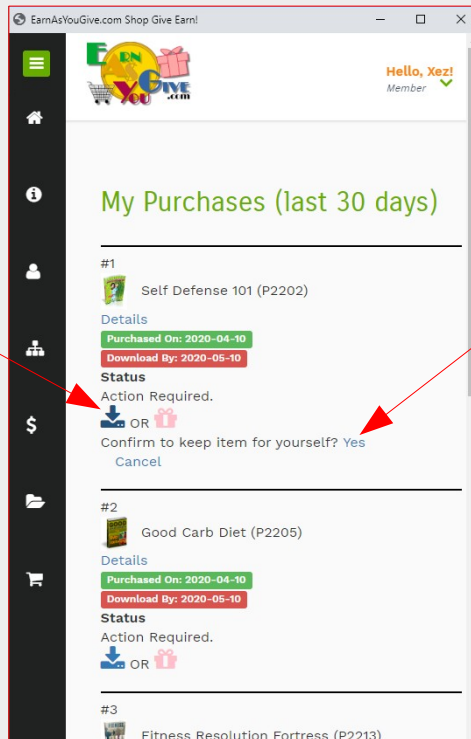 EarnAsYouGive.com Shop Give Earn!
EARN
YOU GIVE
.com
Hello, Xez!
Member
My Purchases (last 30 days)
#1
Self Defense 101 (P2202)
Details
Purchased On: 2020-04-10
Download By: 2020-05-10
Status
Action Required.
OR
Confirm to keep item for yourself? Yes
Cancel
#2
Good Carb Diet (P2205)
Details
Purchased On: 2020-04-10
Download By: 2020-05-10
Status
Action Required.
OR
#3
Fitness Resolution Fortress (P2213)